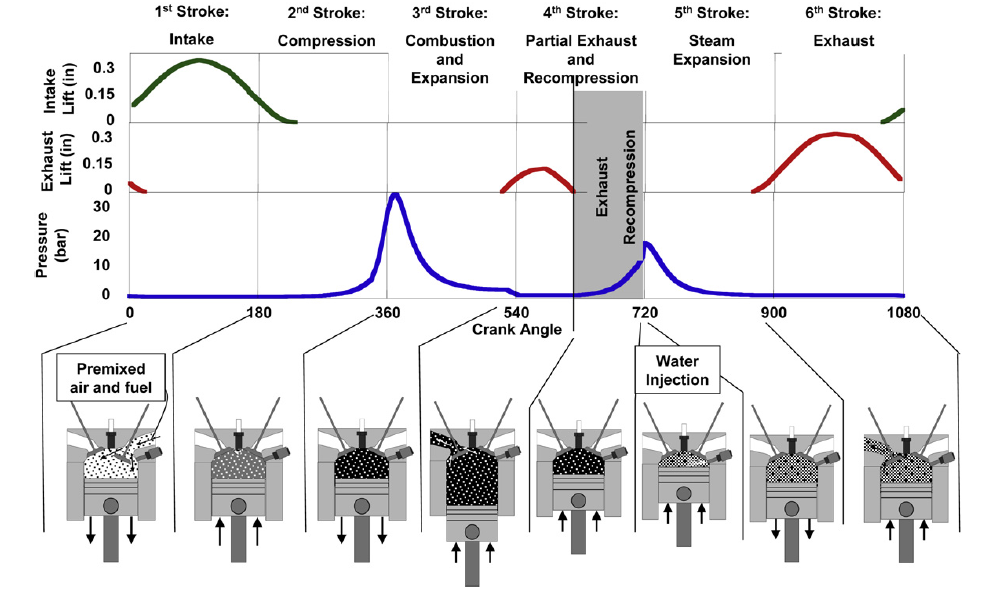 1st Stroke:
Intake
2nd Stroke:
Compression
3rd Stroke:
Combustion
and
Expansion
4th Stroke:
Partial Exhaust
and
Recompression
5th Stroke:
Steam
Expansion
6th Stroke:
Exhaust
Intake
Lift (in)
0.3
0.15
0
Exhaust
Lift (in)
0.3
0.15
0
Pressure
(bar)
30
20
10
0
Exhaust
Recompression
0
180
360
540
720
900
1080
Crank Angle
Premixed
air and fuel
Water
Injection